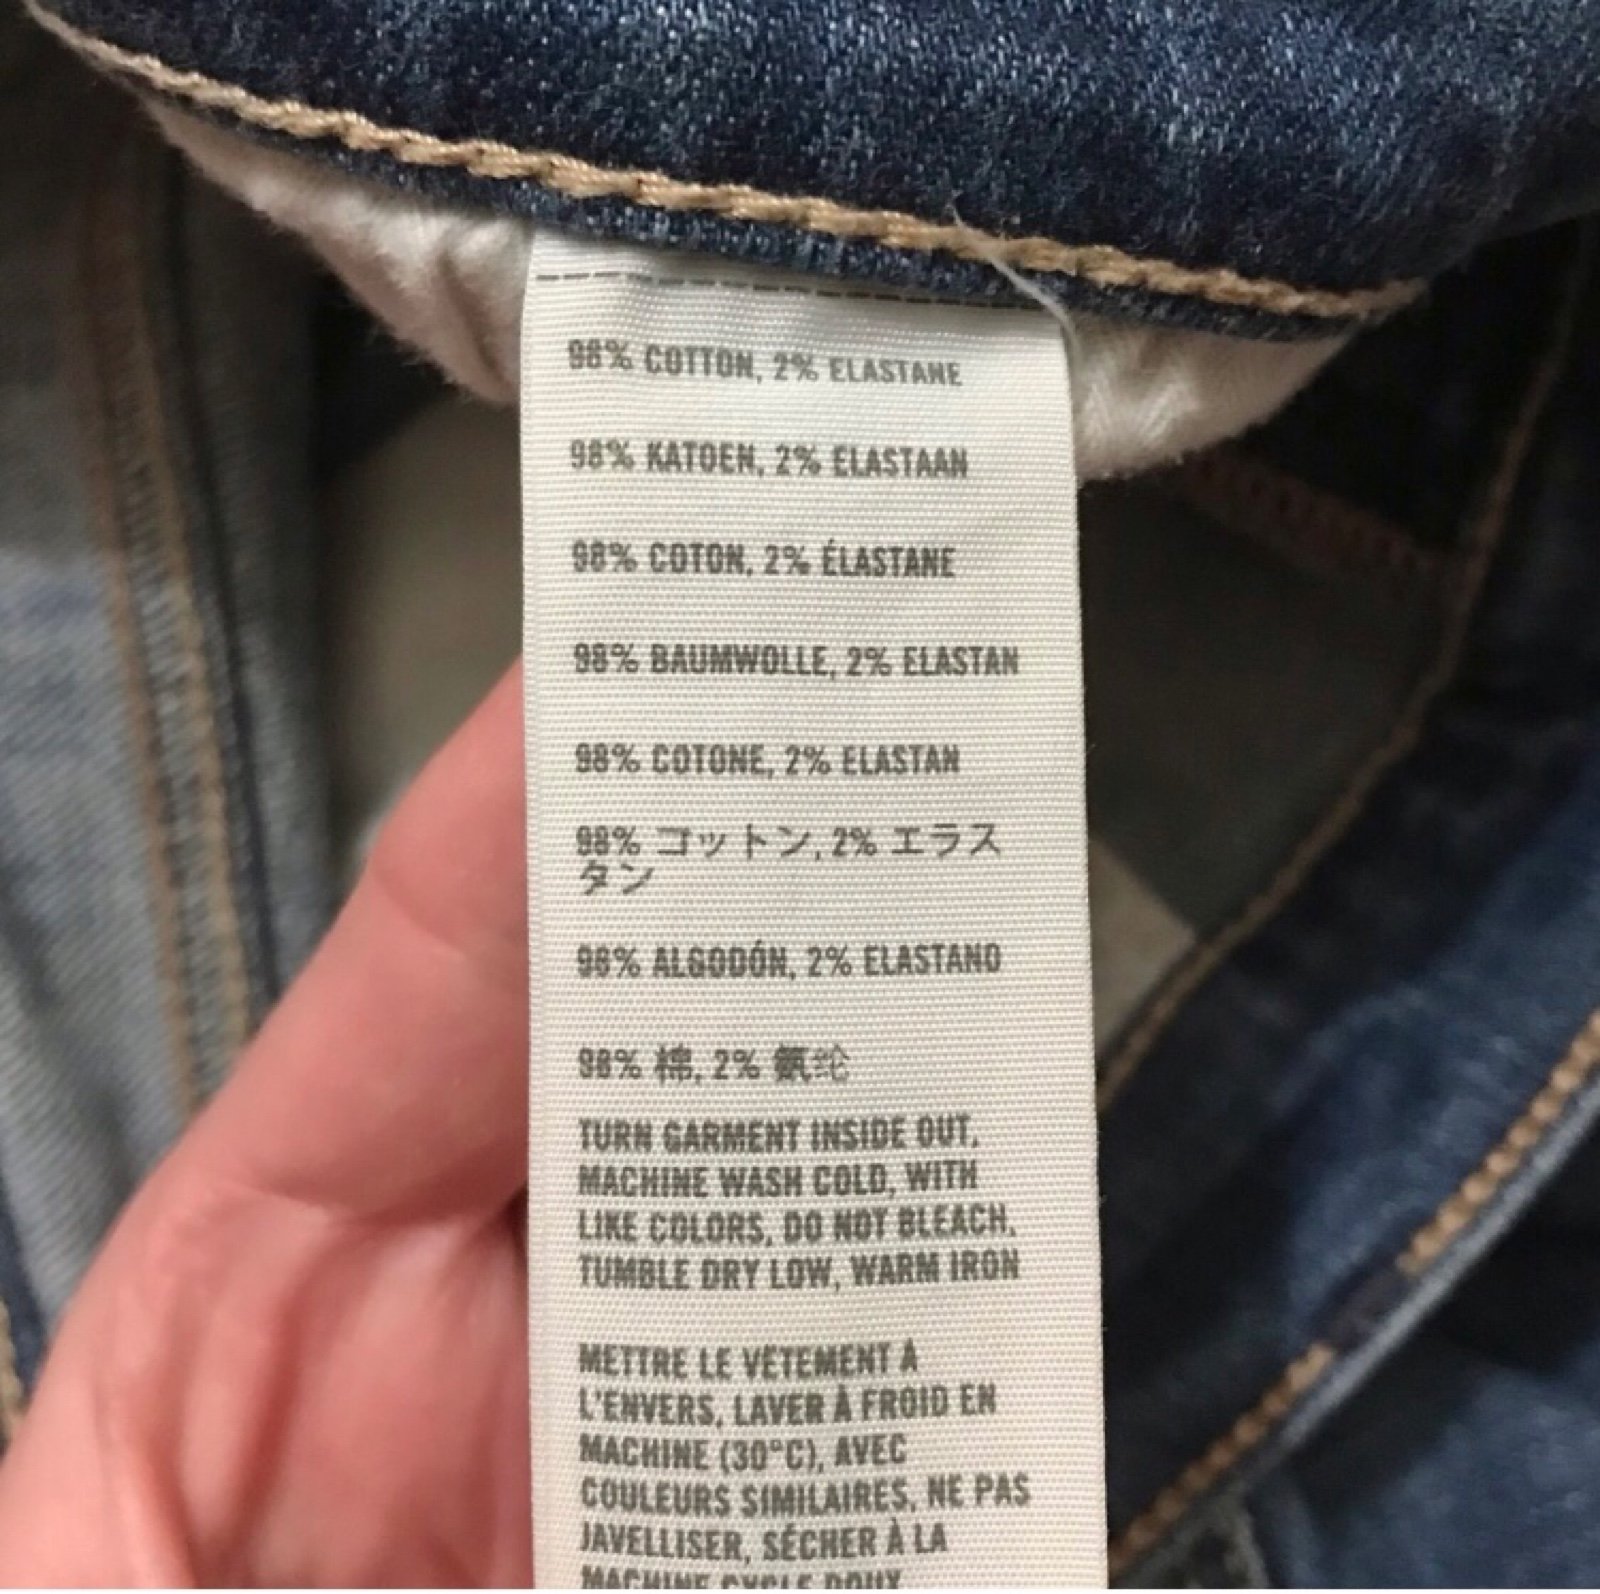 98% COTTON, 2% ELASTANE
98% KATOEN, 2% ELASTAAN
98% COTON, 2% ÉLASTANE
98% BAUMWOLLE, 2% ELASTAN
98% COTONE, 2% ELASTAN
98% コットン, 2% エラス
タン
98% ALGODÓN, 2% ELASTANO
98% 棉, 2% 氨纶
TURN GARMENT INSIDE OUT,
MACHINE WASH COLD, WITH
LIKE COLORS, DO NOT BLEACH,
TUMBLE DRY LOW, WARM IRON
METTRE LE VÊTEMENT À
L'ENVERS, LAVER À FROID EN
MACHINE (30°C), AVEC
COULEURS SIMILAIRES, NE PAS
JAVELLISER, SÉCHER À LA
MACHINE CYCLE DOUX